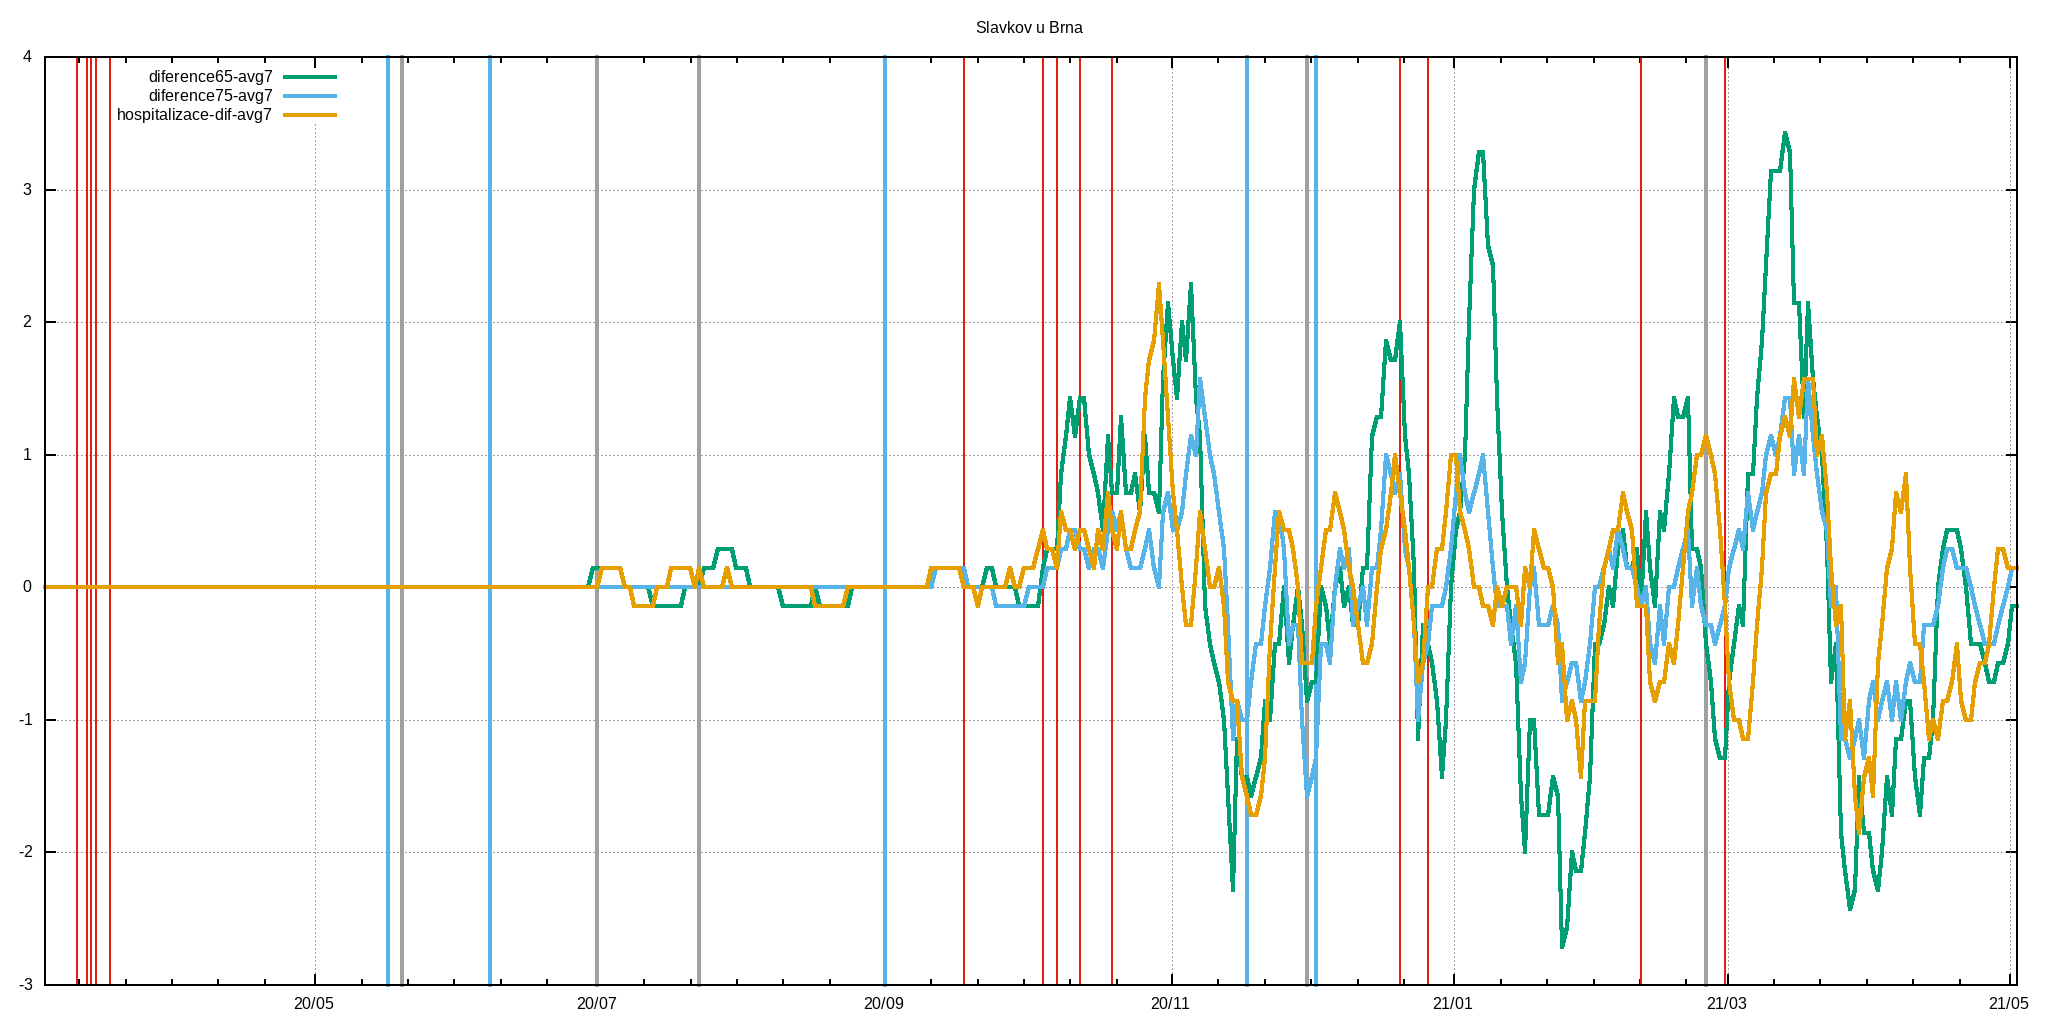 Slavkov u Brna
diference65-avg7
diference75-avg7
hospitalizace-dif-avg7
4
3
2
1
0
-1
-2
-3
20/05 20/07 20/09 20/11 21/01 21/03 21/05